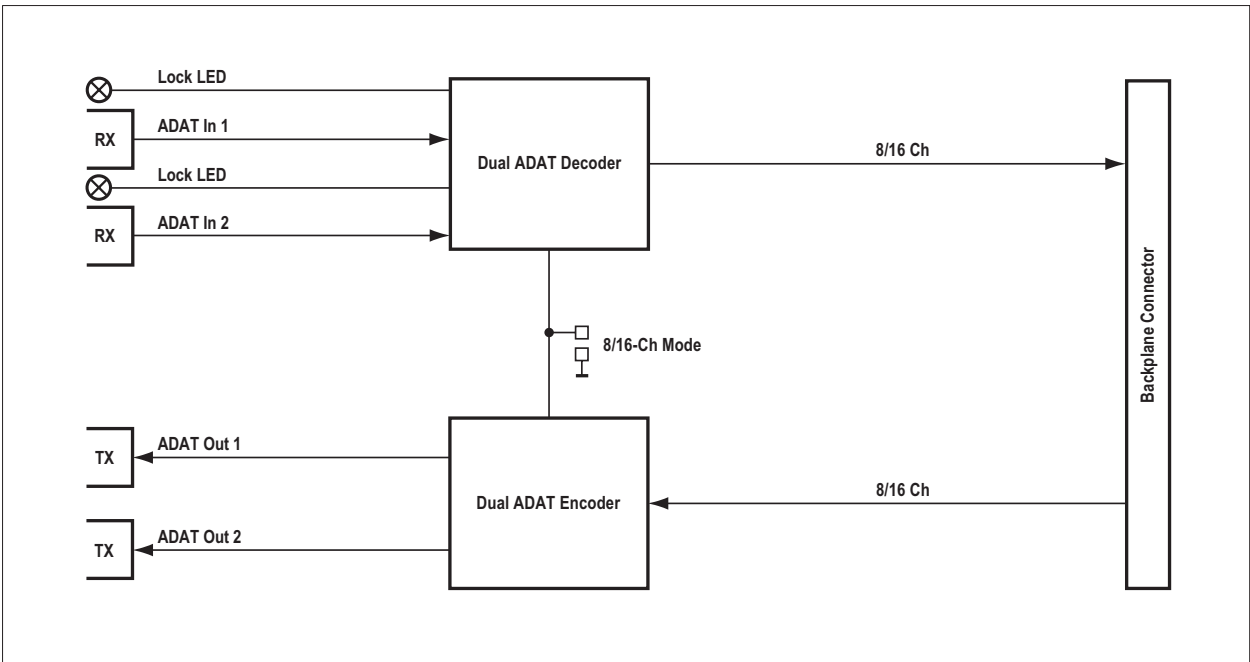 Lock LED
RX
ADAT In 1
Lock LED
RX
ADAT In 2
Dual ADAT Decoder
8/16 Ch
8/16-Ch Mode
Backplane Connector
TX
ADAT Out 1
TX
ADAT Out 2
Dual ADAT Encoder
8/16 Ch